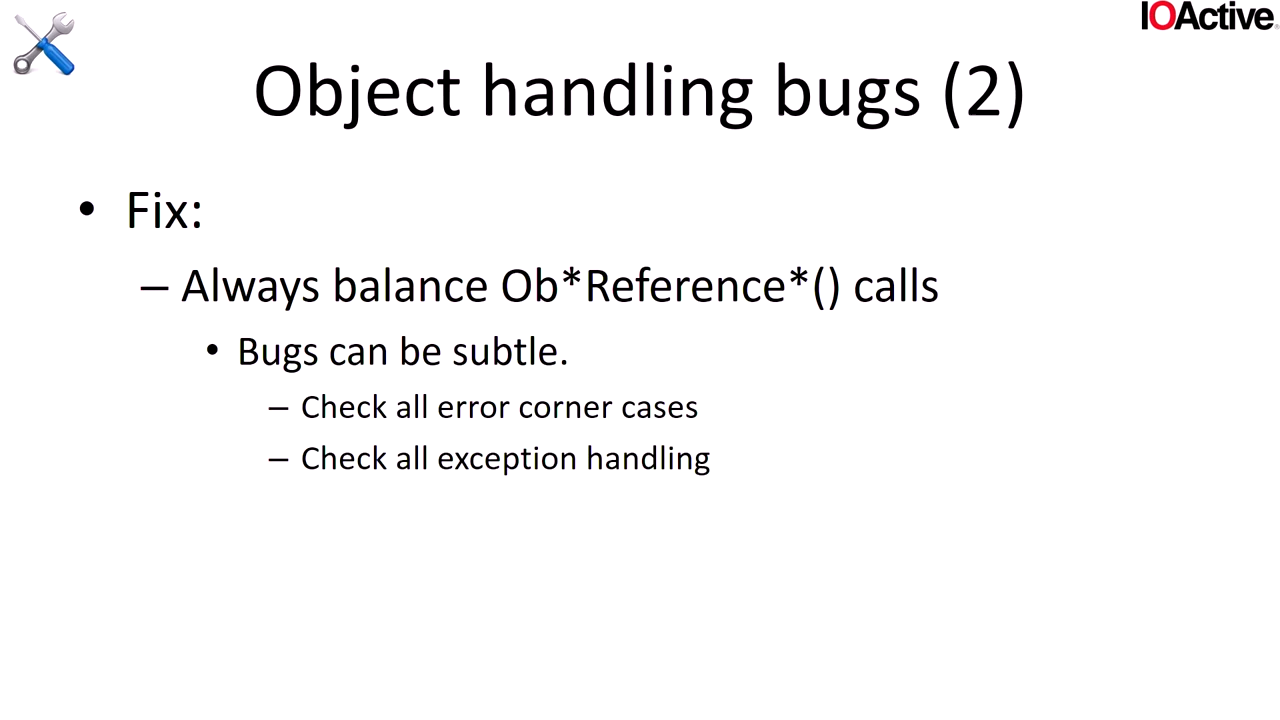 IOActive
Object handling bugs (2)
• Fix:
– Always balance Ob*Reference*() calls
• Bugs can be subtle.
– Check all error corner cases
– Check all exception handling